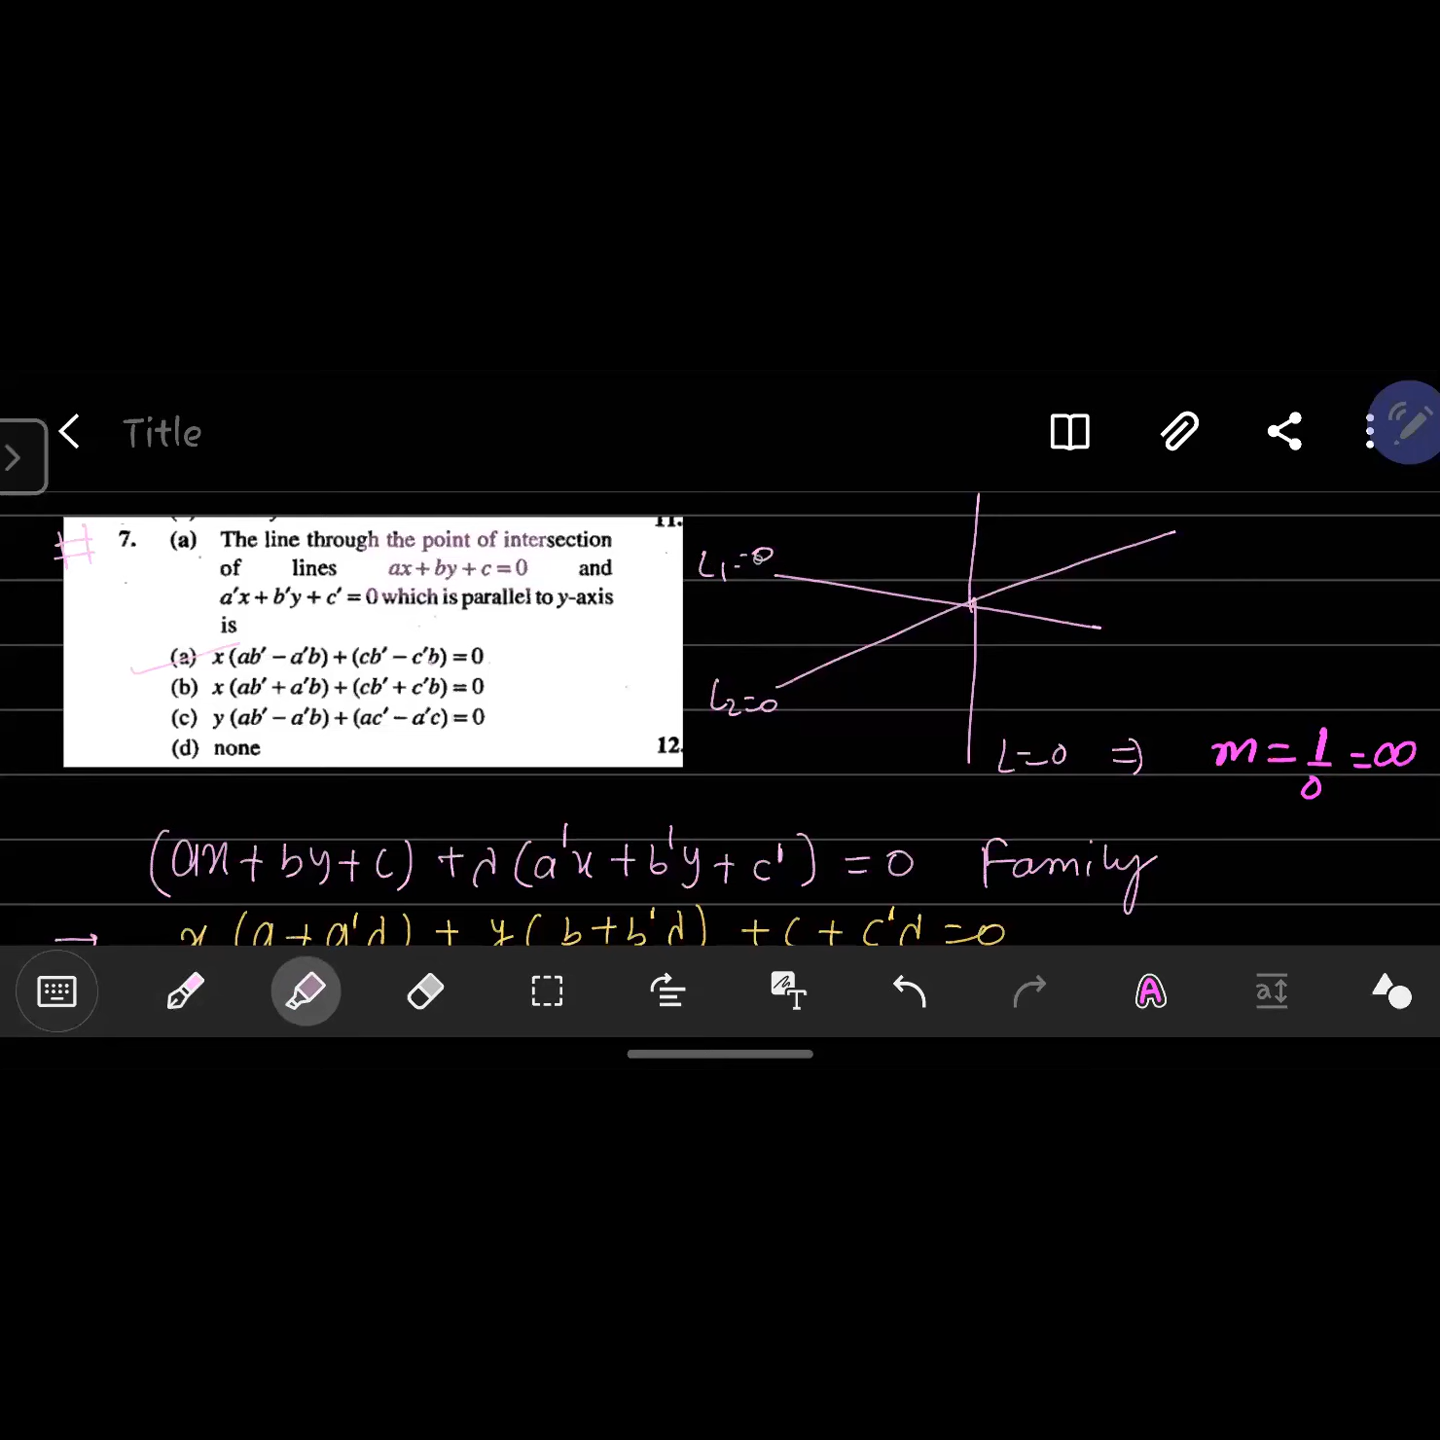 Title
11.
7. (a) The line through the point of intersection
of lines ax + by + c = 0 and
a′x + b′y + c′ = 0 which is parallel to y-axis
is
(a) x (ab′ − a′b) + (cb′ − c′b) = 0
(b) x (ab′ + a′b) + (cb′ + c′b) = 0
(c) y (ab′ − a′b) + (ac′ − a′c) = 0
(d) none
12.
L₁=0
L₂=0
L=0 ⇒ m = 1/0 = ∞
(ax + by + c) + λ (a'x + b'y + c') = 0 Family
→ x (a + a'λ) + y (b + b'λ) + c + c'λ = 0
T
A
a